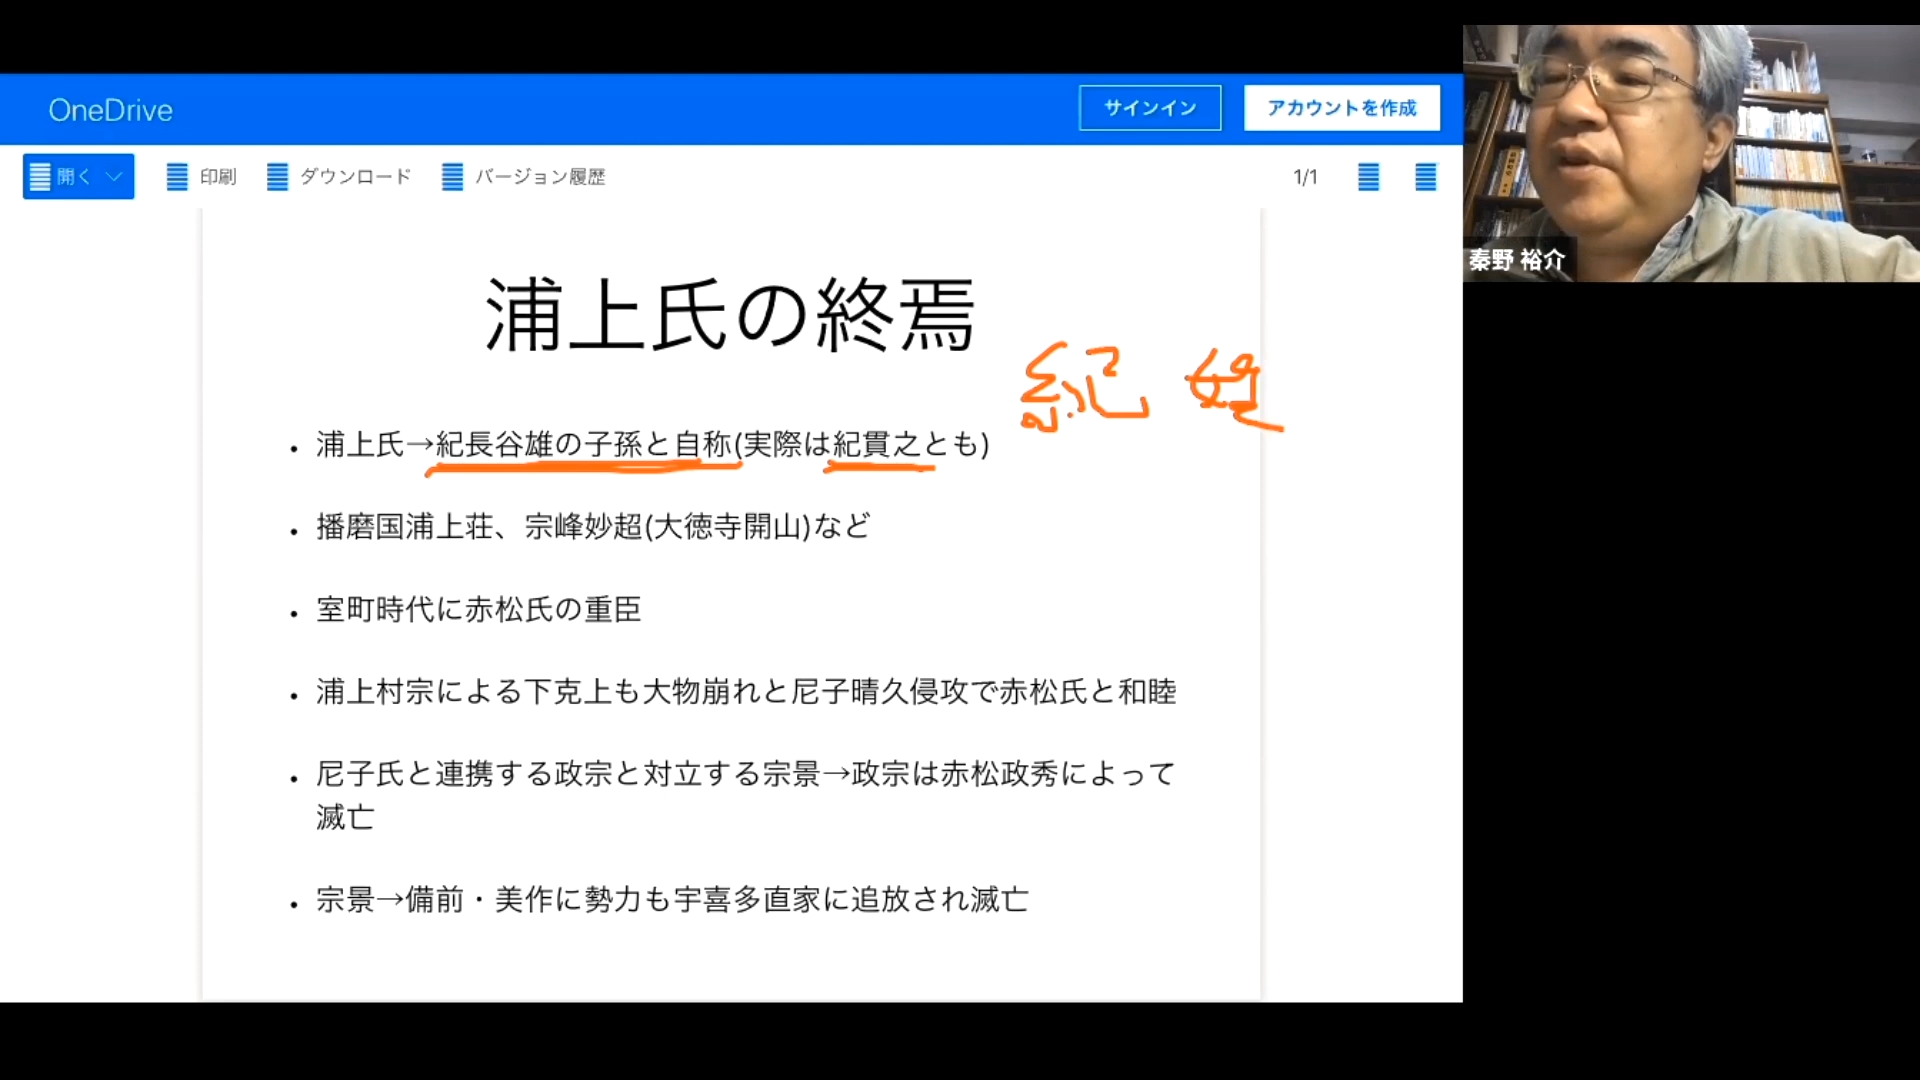 OneDrive
サインイン
アカウントを作成
開く
印刷
ダウンロード
バージョン履歴
1/1
秦野 裕介
浦上氏の終焉
紀 姓
• 浦上氏→紀長谷雄の子孫と自称(実際は紀貫之とも)
• 播磨国浦上荘、宗峰妙超(大徳寺開山)など
• 室町時代に赤松氏の重臣
• 浦上村宗による下克上も大物崩れと尼子晴久侵攻で赤松氏と和睦
• 尼子氏と連携する政宗と対立する宗景→政宗は赤松政秀によって
滅亡
• 宗景→備前・美作に勢力も宇喜多直家に追放され滅亡